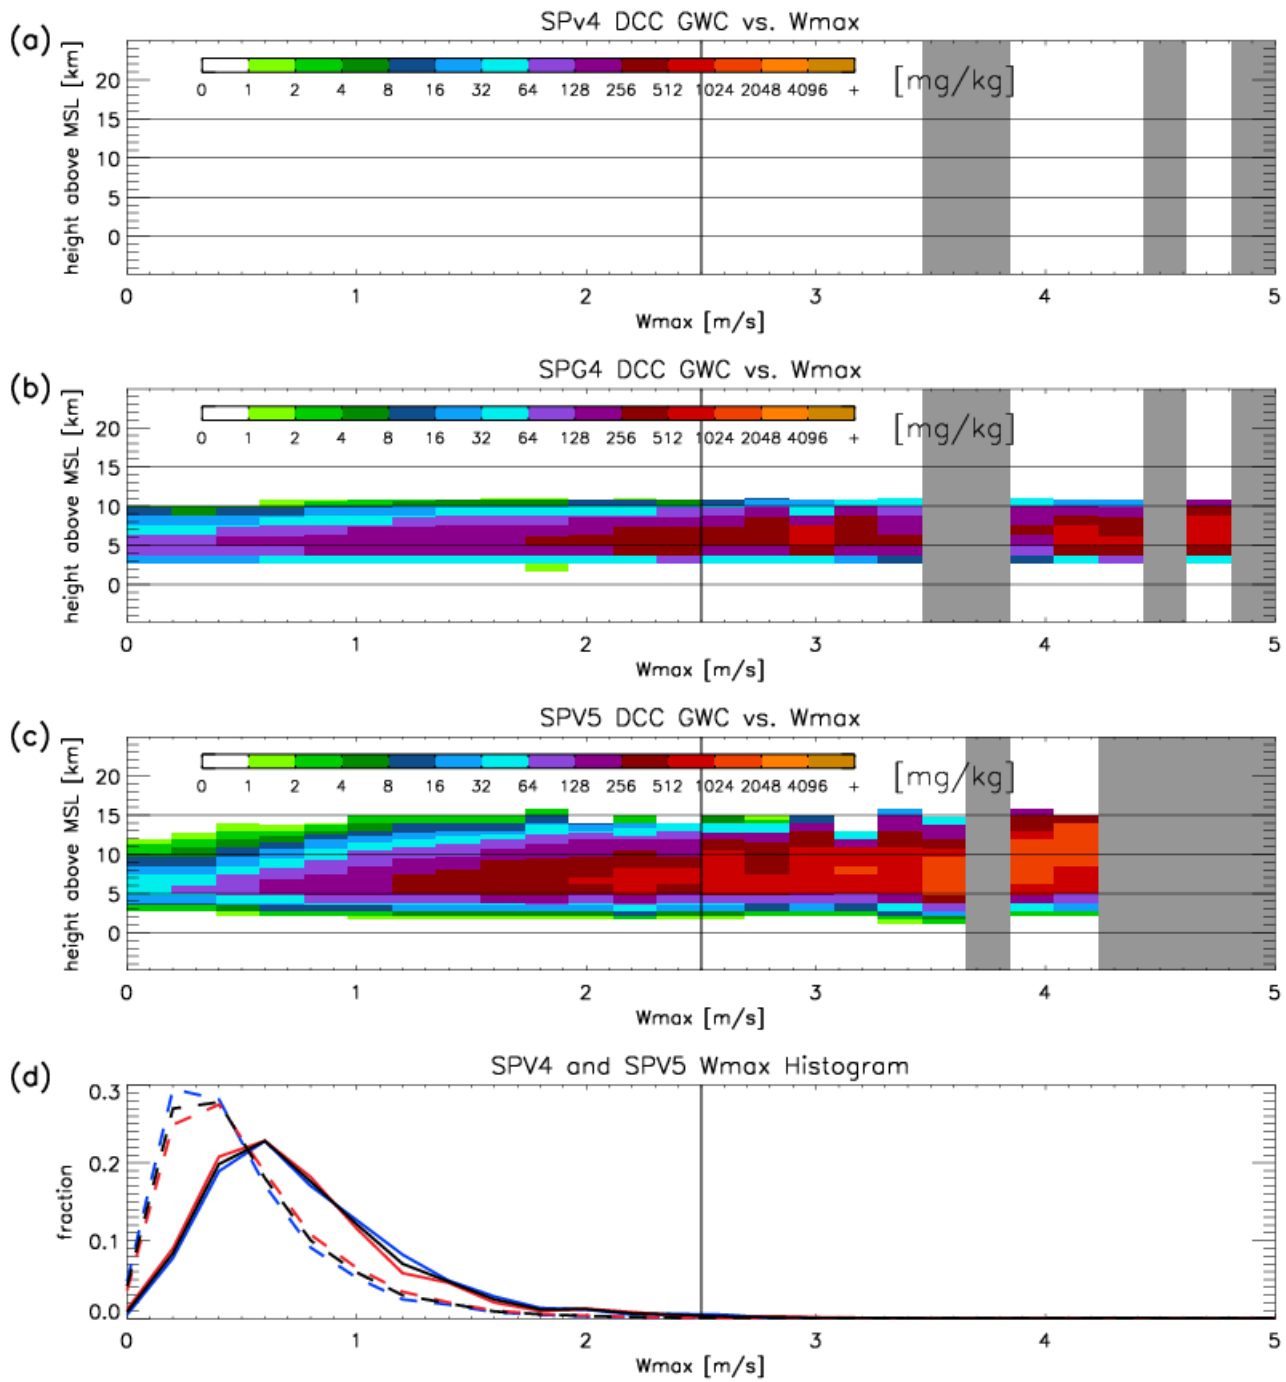 (a)
SPv4 DCC GWC vs. Wmax
height above MSL [km]
20
15
10
5
0
0 1 2 4 8 16 32 64 128 256 512 1024 2048 4096 +
[mg/kg]
0 1 2 3 4 5
Wmax [m/s]
(b)
SPG4 DCC GWC vs. Wmax
height above MSL [km]
20
15
10
5
0
0 1 2 4 8 16 32 64 128 256 512 1024 2048 4096 +
[mg/kg]
0 1 2 3 4 5
Wmax [m/s]
(c)
SPV5 DCC GWC vs. Wmax
height above MSL [km]
20
15
10
5
0
0 1 2 4 8 16 32 64 128 256 512 1024 2048 4096 +
[mg/kg]
0 1 2 3 4 5
Wmax [m/s]
(d)
SPV4 and SPV5 Wmax Histogram
fraction
0.3
0.2
0.1
0.0
0 1 2 3 4 5
Wmax [m/s]